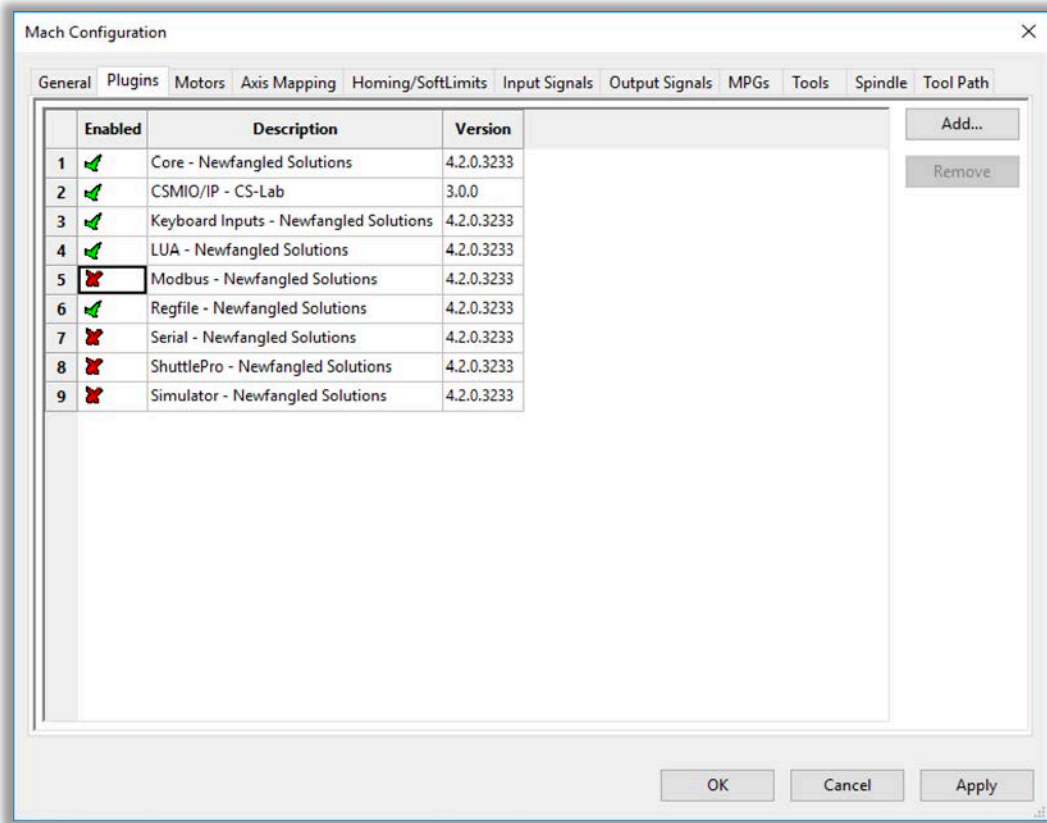 Mach Configuration
General Plugins Motors Axis Mapping Homing/SoftLimits Input Signals Output Signals MPGs Tools Spindle Tool Path
Enabled Description Version
1 Core - Newfangled Solutions 4.2.0.3233
2 CSMIO/IP - CS-Lab 3.0.0
3 Keyboard Inputs - Newfangled Solutions 4.2.0.3233
4 LUA - Newfangled Solutions 4.2.0.3233
5 Modbus - Newfangled Solutions 4.2.0.3233
6 Regfile - Newfangled Solutions 4.2.0.3233
7 Serial - Newfangled Solutions 4.2.0.3233
8 ShuttlePro - Newfangled Solutions 4.2.0.3233
9 Simulator - Newfangled Solutions 4.2.0.3233
Add...
Remove
OK Cancel Apply